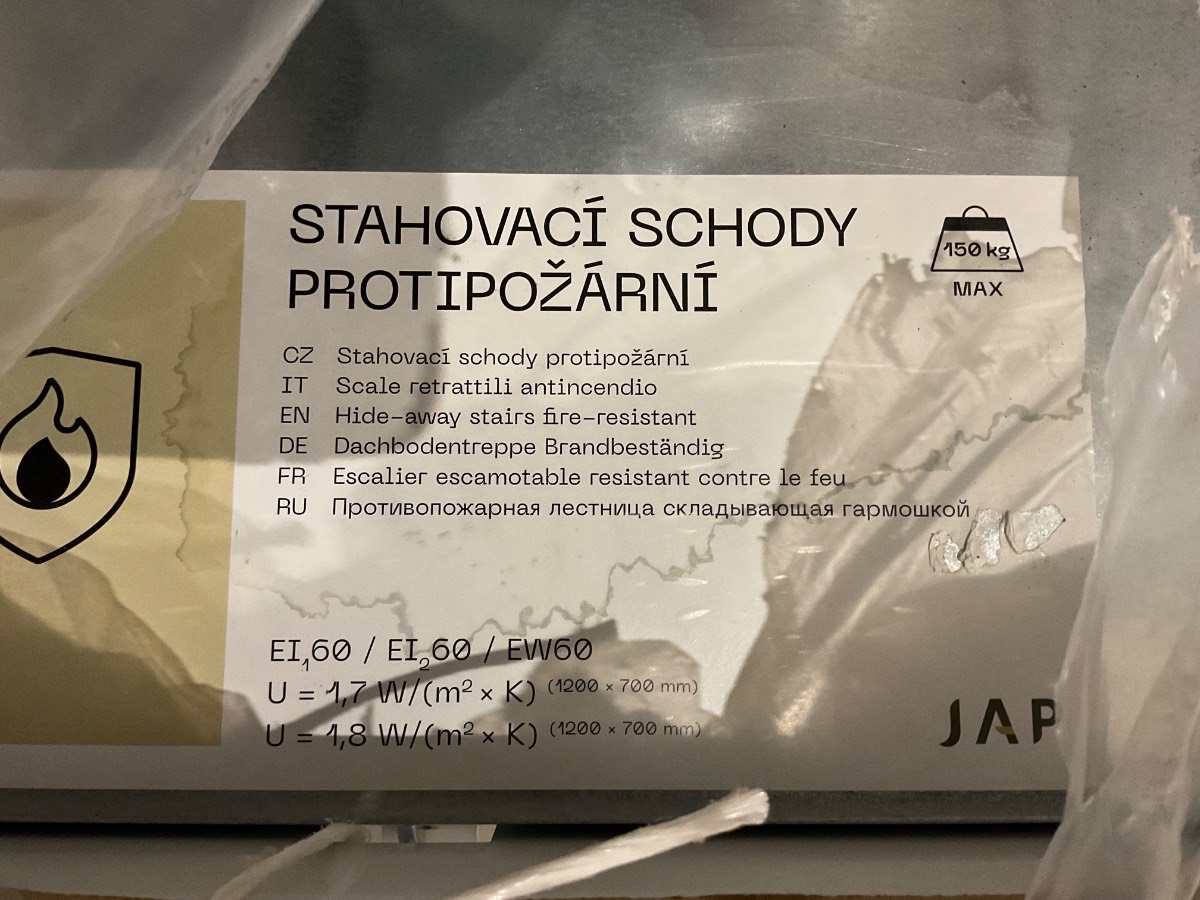 STAHOVACÍ SCHODY
PROTIPOŽÁRNÍ
150 kg
MAX
CZ Stahovací schody protipožární
IT Scale retrattili antincendio
EN Hide-away stairs fire-resistant
DE Dachbodentreppe Brandbeständig
FR Escalier escamotable resistant contre le feu
RU Противопожарная лестница складывающая гармошкой
EI₁60 / EI₂60 / EW60
U = 1,7 W/(m² × K) (1200 × 700 mm)
U = 1,8 W/(m² × K) (1200 × 700 mm)
JAP